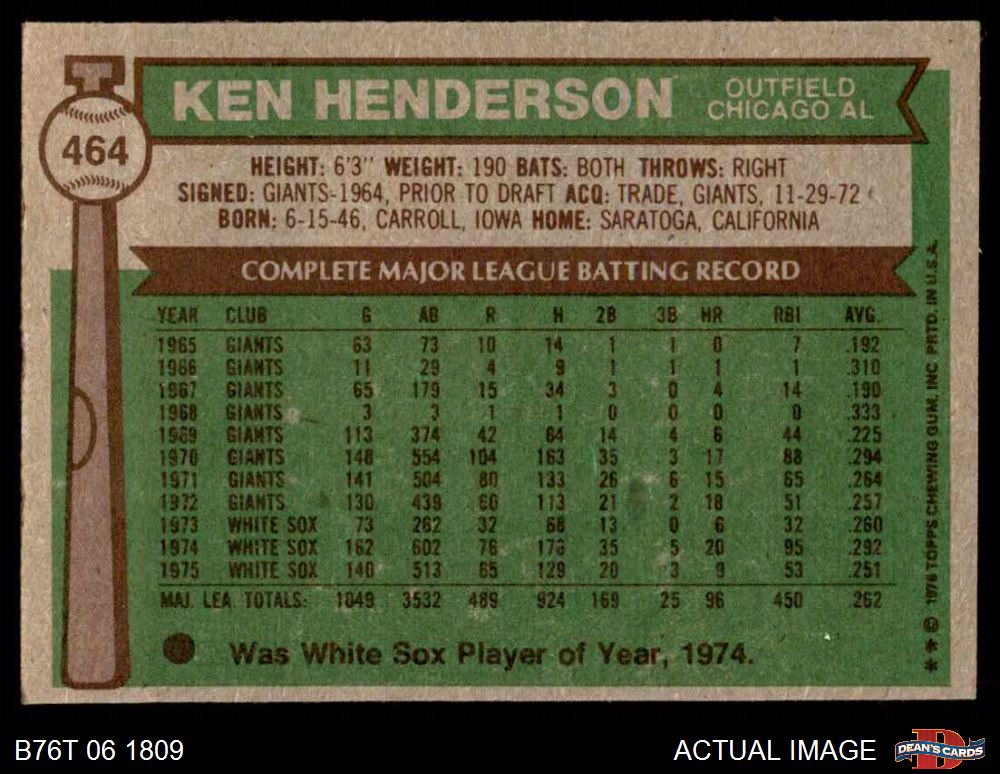 464
KEN HENDERSON
OUTFIELD
CHICAGO AL
HEIGHT: 6'3" WEIGHT: 190 BATS: BOTH THROWS: RIGHT
SIGNED: GIANTS-1964, PRIOR TO DRAFT ACQ: TRADE, GIANTS, 11-29-72
BORN: 6-15-46, CARROLL, IOWA HOME: SARATOGA, CALIFORNIA
COMPLETE MAJOR LEAGUE BATTING RECORD
YEAR CLUB G AB R H 2B 3B HR RBI AVG.
1965 GIANTS 63 73 10 14 1 1 0 7 .192
1966 GIANTS 11 29 4 9 1 1 1 1 .310
1967 GIANTS 65 179 15 34 3 0 4 14 .190
1968 GIANTS 3 3 1 1 0 0 0 0 .333
1969 GIANTS 113 374 42 84 14 4 6 44 .225
1970 GIANTS 148 554 104 163 35 3 17 88 .294
1971 GIANTS 141 504 80 133 26 6 15 65 .264
1972 GIANTS 130 439 60 113 21 2 18 51 .257
1973 WHITE SOX 73 262 32 68 13 0 6 32 .260
1974 WHITE SOX 162 602 76 176 35 5 20 95 .292
1975 WHITE SOX 140 513 65 129 20 3 9 53 .251
MAJ. LEA. TOTALS: 1049 3532 489 924 169 25 96 450 .262
Was White Sox Player of Year, 1974.
** © 1976 TOPPS CHEWING GUM, INC PRTD. IN U.S.A.
B76T 06 1809
ACTUAL IMAGE
D
DEAN'S CARDS